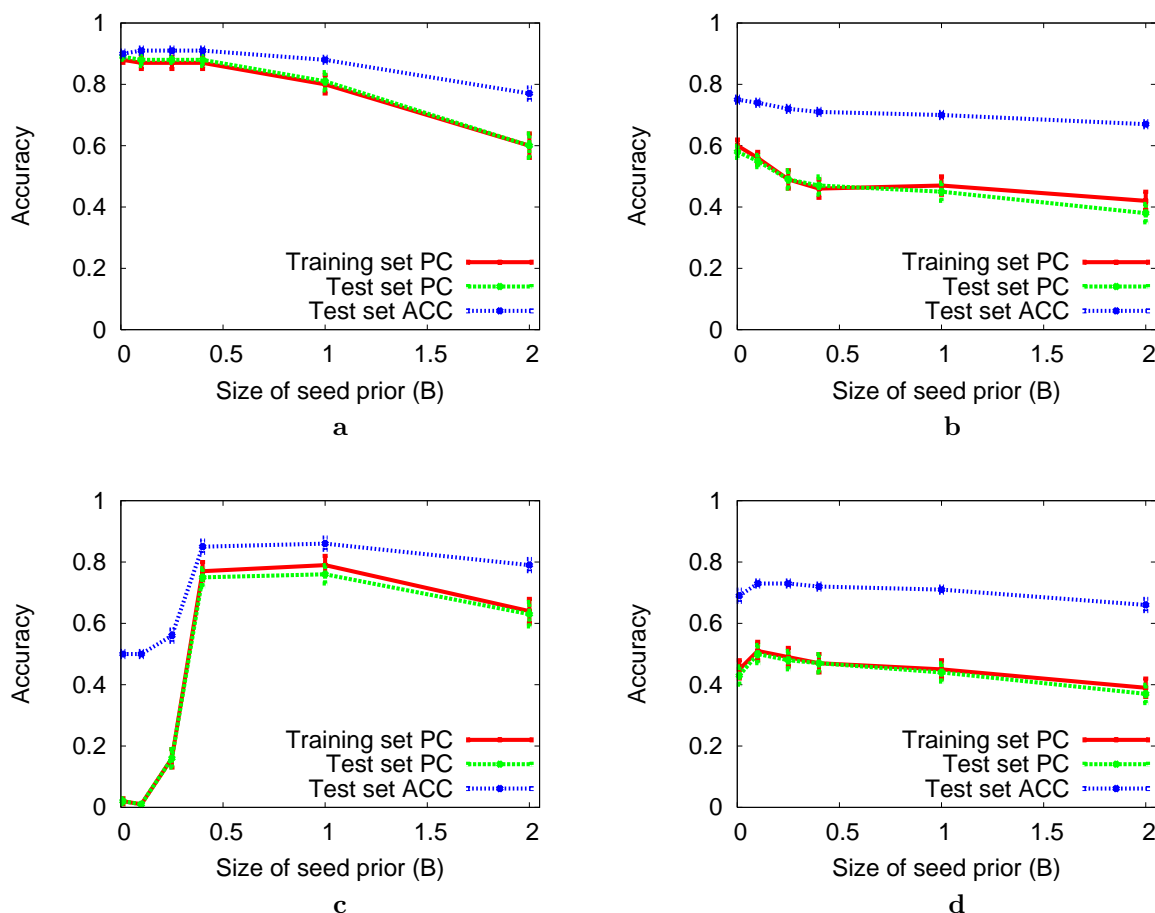 1
0.8
0.6
0.4
0.2
0
Accuracy
Training set PC
Test set PC
Test set ACC
0 0.5 1 1.5 2
Size of seed prior (B)
a
1
0.8
0.6
0.4
0.2
0
Accuracy
Training set PC
Test set PC
Test set ACC
0 0.5 1 1.5 2
Size of seed prior (B)
b
1
0.8
0.6
0.4
0.2
0
Accuracy
Training set PC
Test set PC
Test set ACC
0 0.5 1 1.5 2
Size of seed prior (B)
c
1
0.8
0.6
0.4
0.2
0
Accuracy
Training set PC
Test set PC
Test set ACC
0 0.5 1 1.5 2
Size of seed prior (B)
d